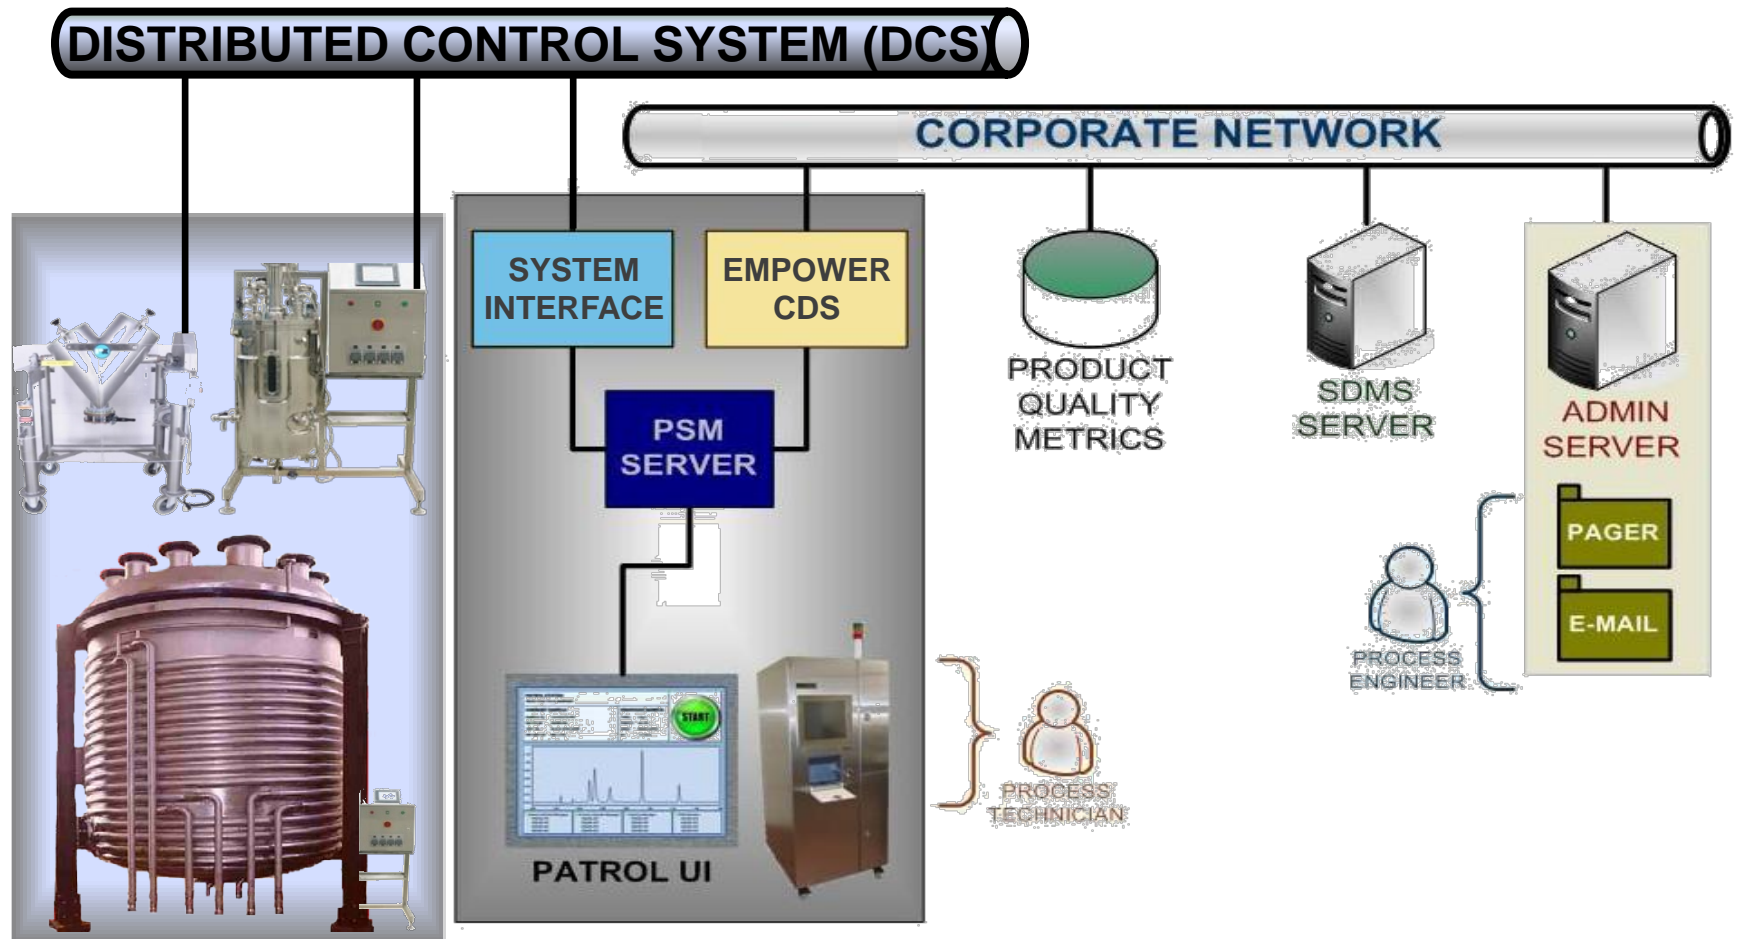 DISTRIBUTED CONTROL SYSTEM (DCS)
CORPORATE NETWORK
SYSTEM
INTERFACE
EMPOWER
CDS
PSM
SERVER
PRODUCT
QUALITY
METRICS
SDMS
SERVER
ADMIN
SERVER
PAGER
E-MAIL
PROCESS
ENGINEER
START
PROCESS
TECHNICIAN
PATROL UI